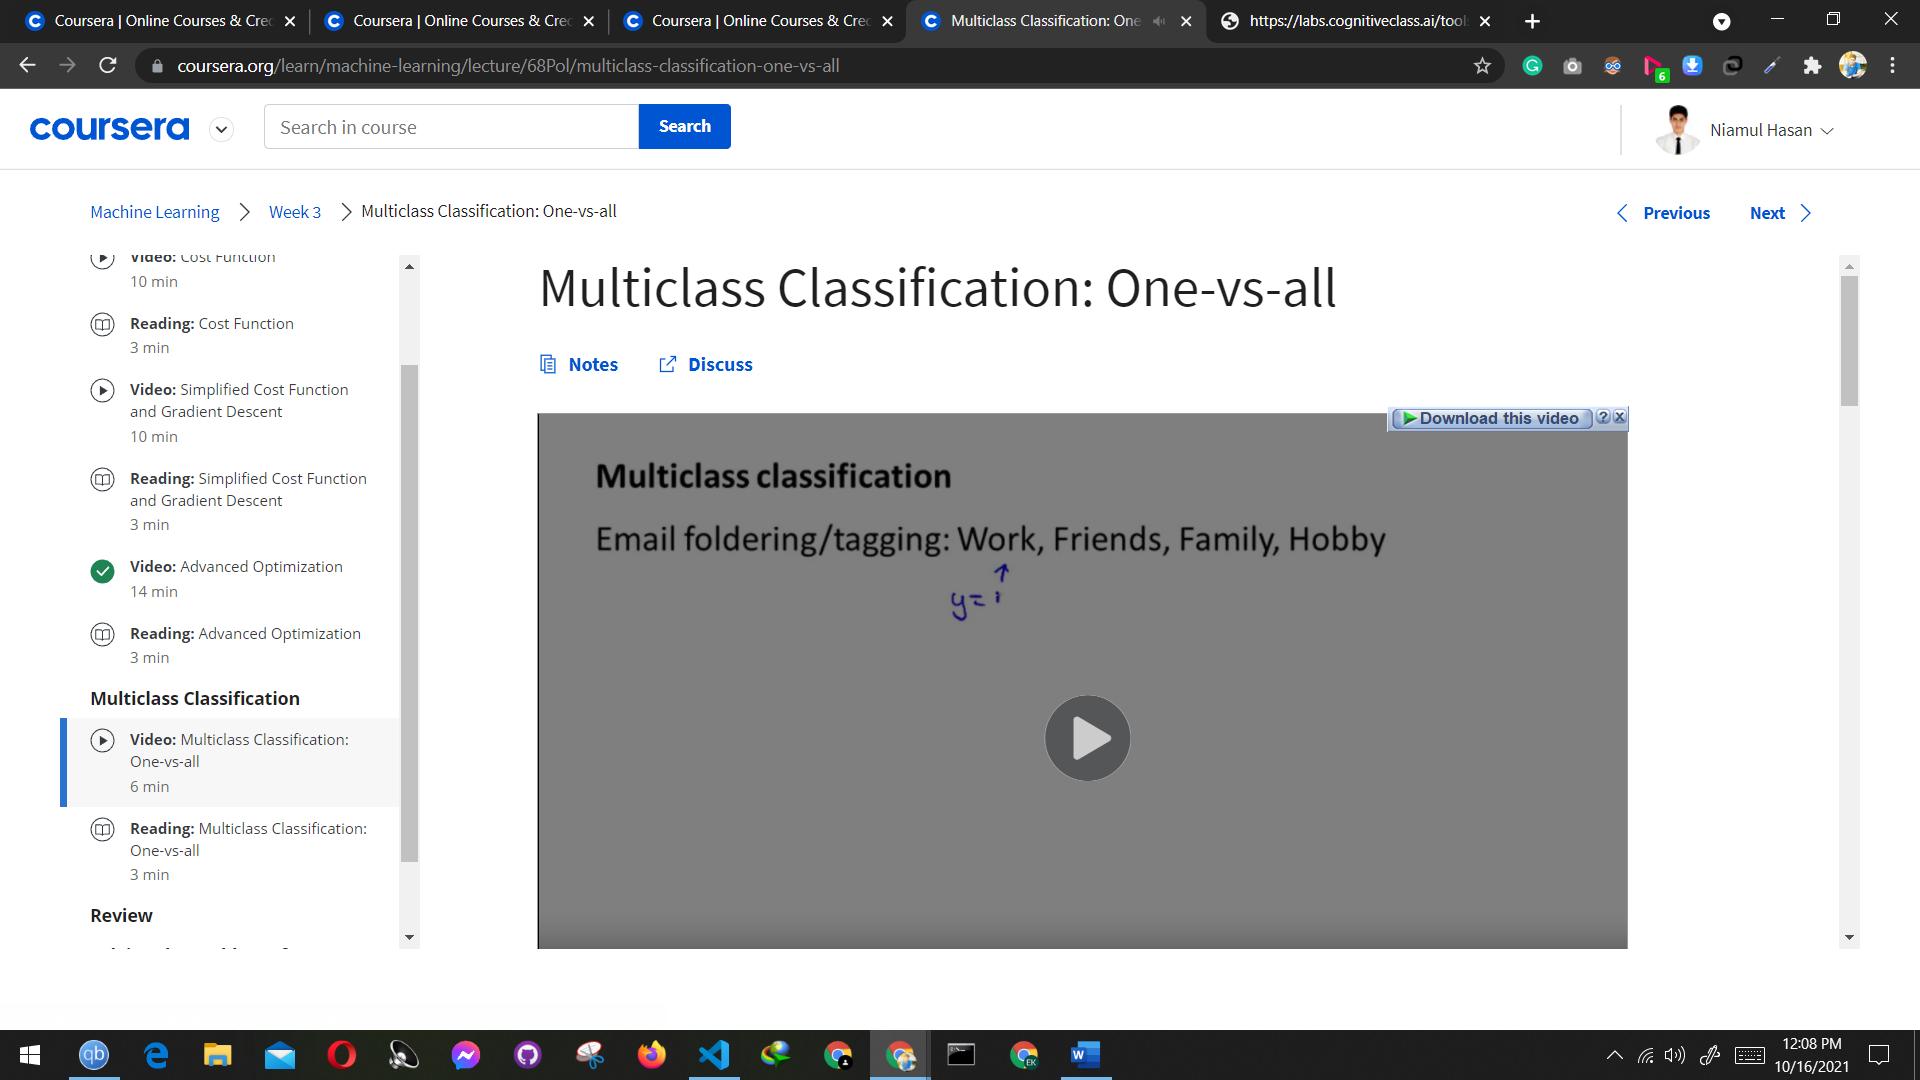 Coursera | Online Courses & Cred
Coursera | Online Courses & Cred
Coursera | Online Courses & Cred
Multiclass Classification: One
https://labs.cognitiveclass.ai/tool
coursera.org/learn/machine-learning/lecture/68Pol/multiclass-classification-one-vs-all
6
coursera
Search in course
Search
Niamul Hasan
Machine Learning
Week 3
Multiclass Classification: One-vs-all
Previous
Next
Video: Cost Function
10 min
Reading: Cost Function
3 min
Video: Simplified Cost Function
and Gradient Descent
10 min
Reading: Simplified Cost Function
and Gradient Descent
3 min
Video: Advanced Optimization
14 min
Reading: Advanced Optimization
3 min
Multiclass Classification
Video: Multiclass Classification:
One-vs-all
6 min
Reading: Multiclass Classification:
One-vs-all
3 min
Review
Multiclass Classification: One-vs-all
Notes
Discuss
Download this video
?
Multiclass classification
Email foldering/tagging: Work, Friends, Family, Hobby
y=
qb
EK
W
12:08 PM
10/16/2021